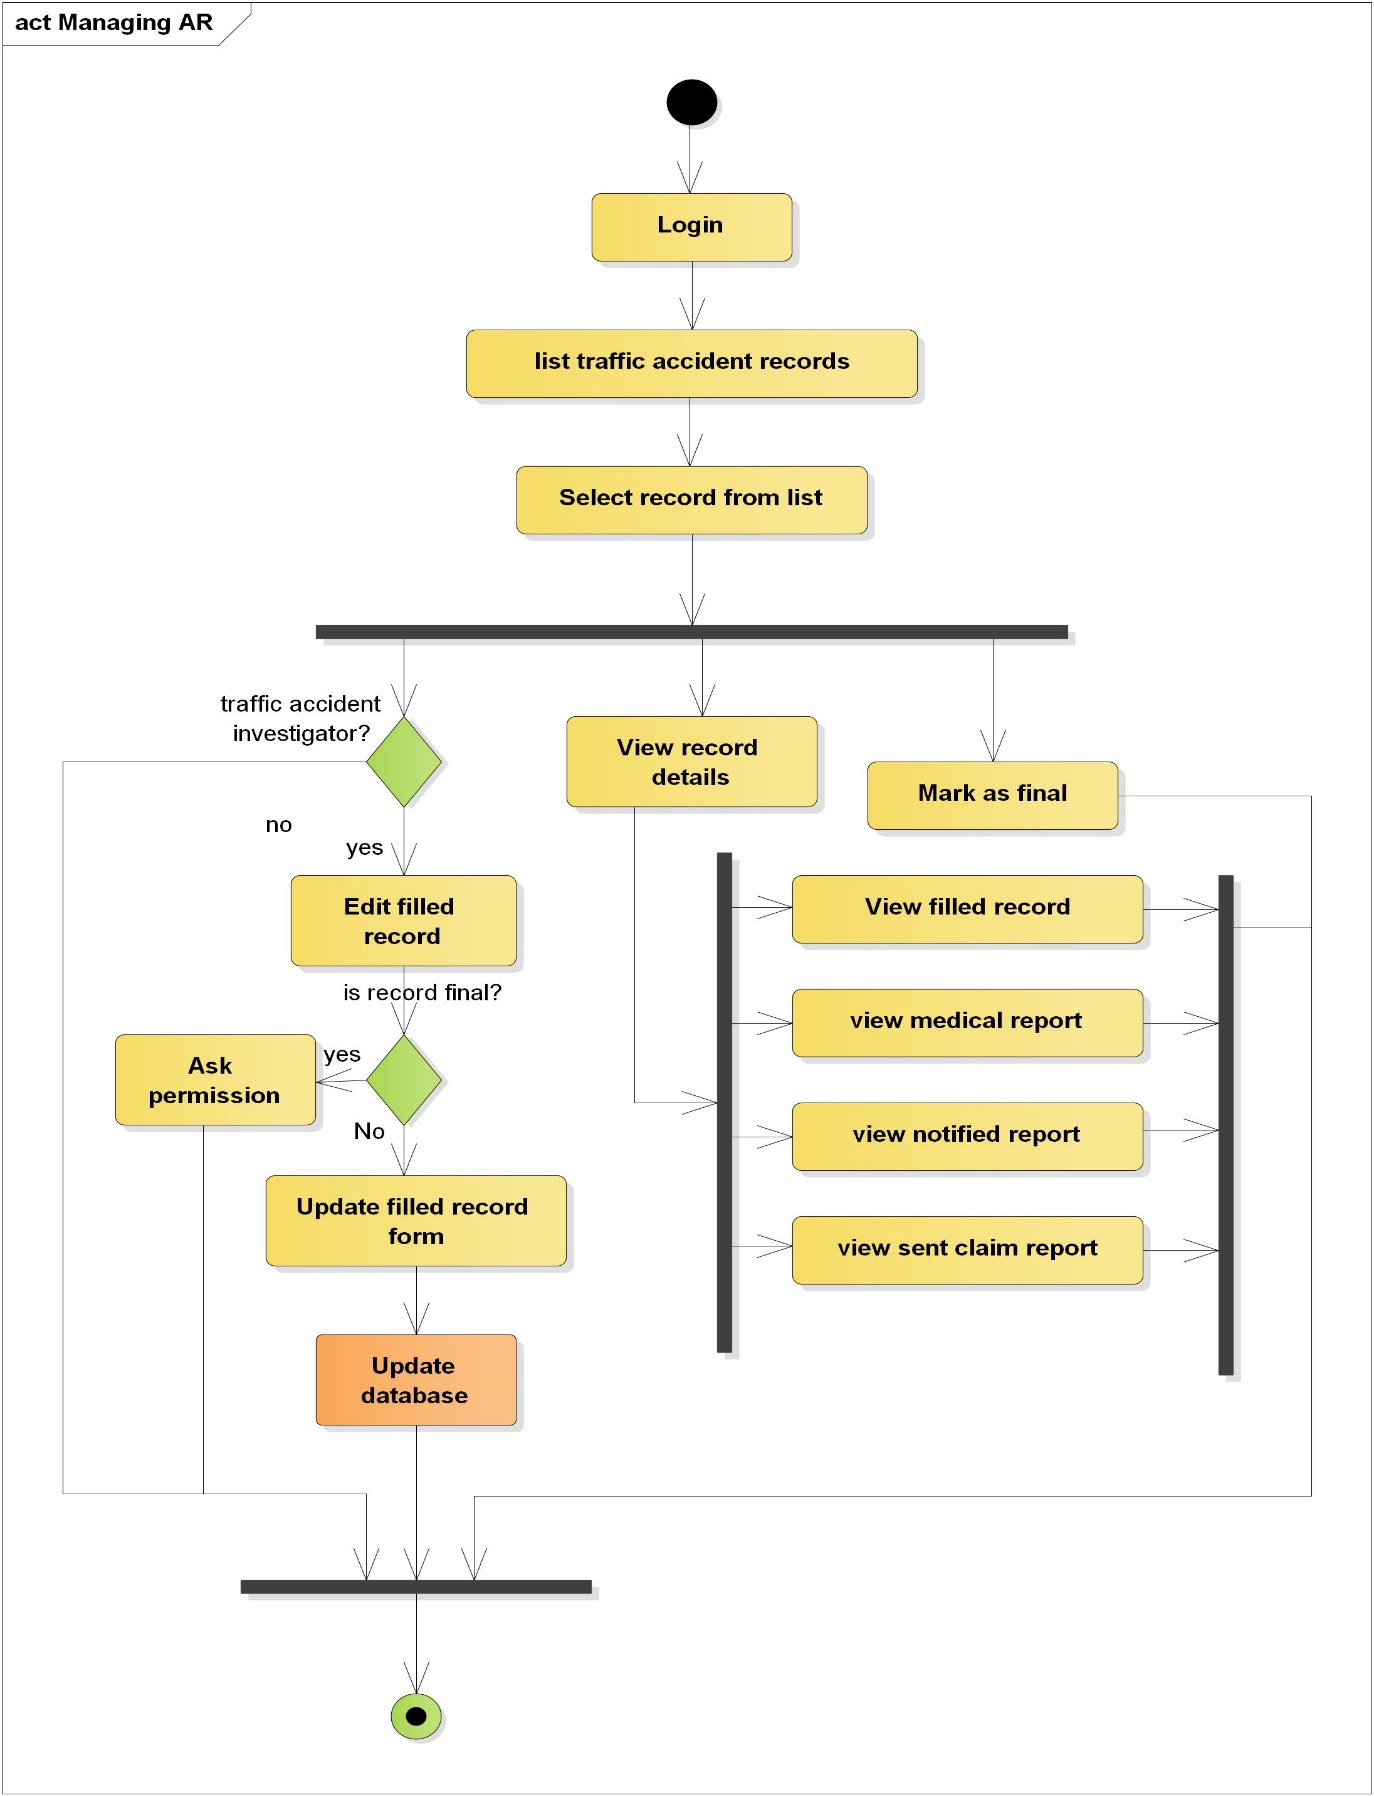 act Managing AR
Login
list traffic accident records
Select record from list
traffic accident
investigator?
no
yes
Edit filled
record
is record final?
yes
Ask
permission
No
Update filled record
form
Update
database
View record
details
Mark as final
View filled record
view medical report
view notified report
view sent claim report